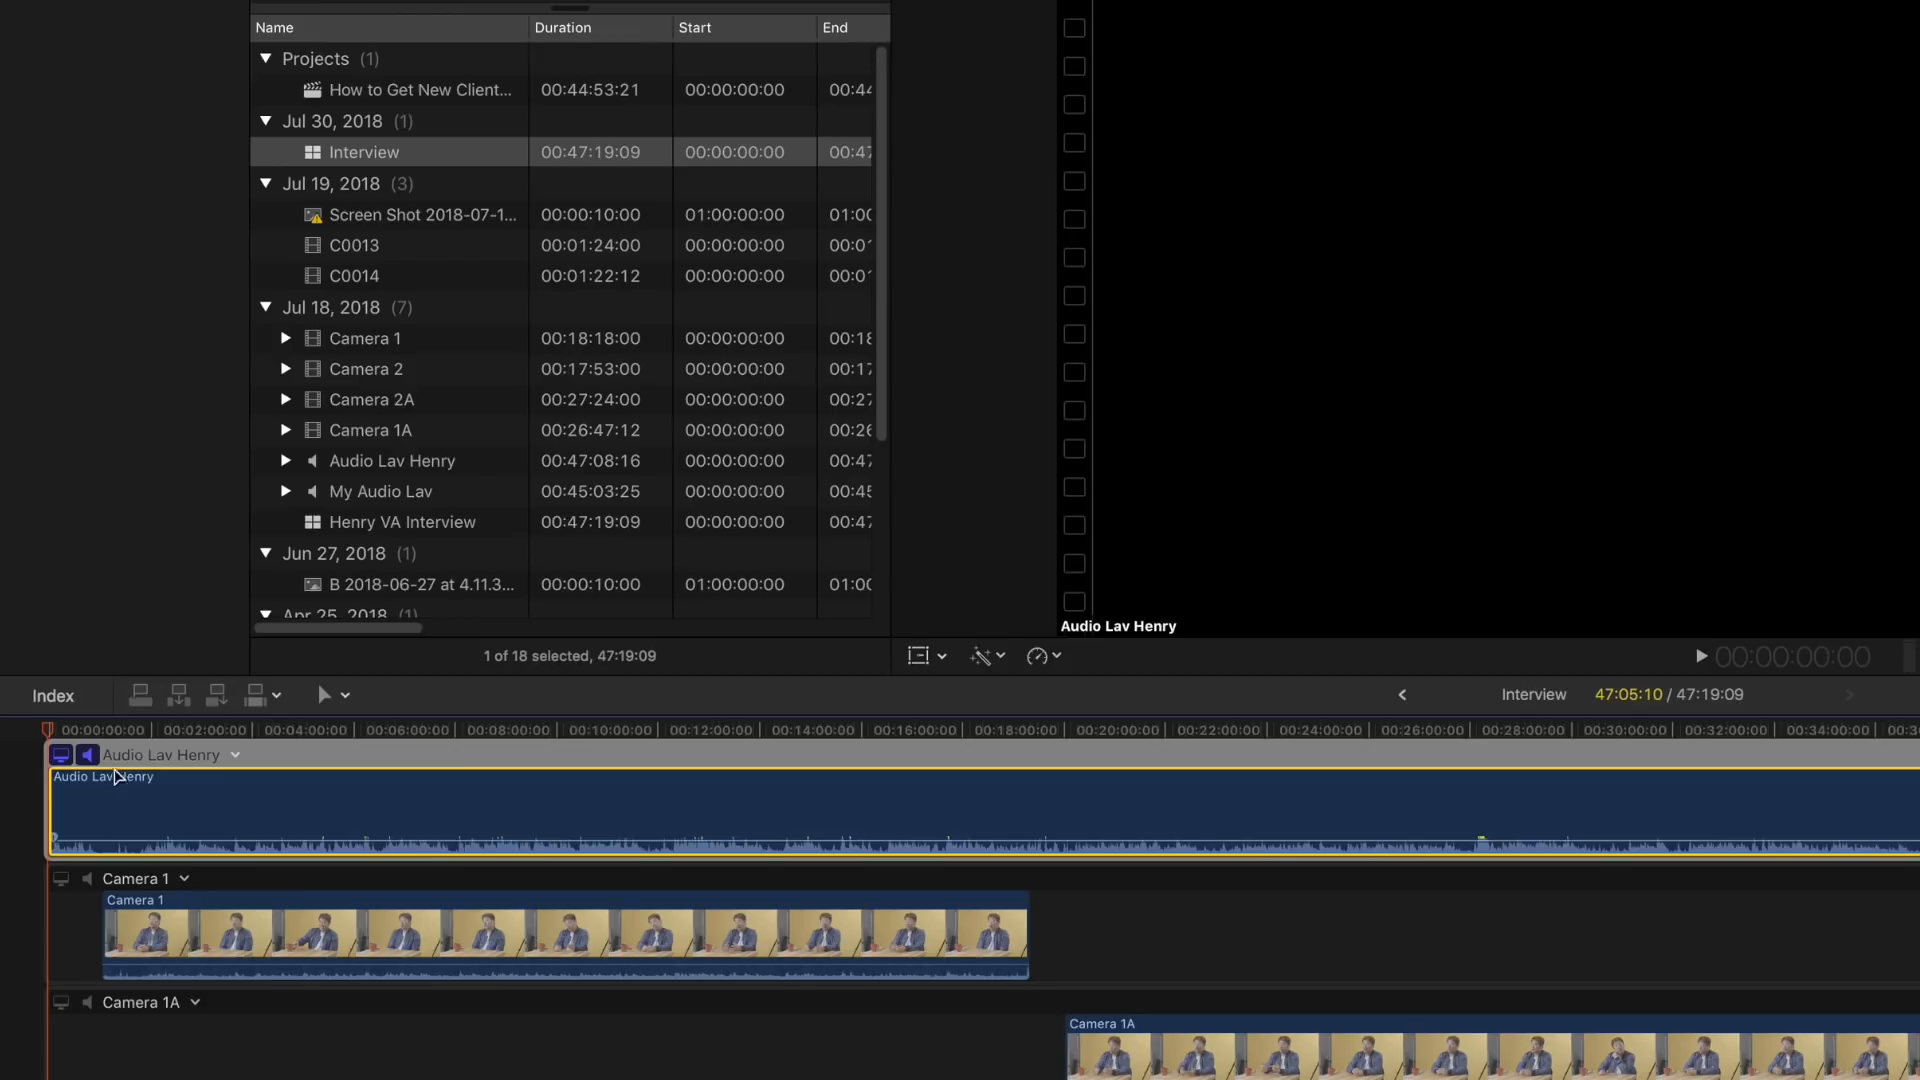 Name Duration Start End
Projects (1)
How to Get New Client... 00:44:53:21 00:00:00:00 00:44
Jul 30, 2018 (1)
Interview 00:47:19:09 00:00:00:00 00:47
Jul 19, 2018 (3)
Screen Shot 2018-07-1... 00:00:10:00 01:00:00:00 01:00
C0013 00:01:24:00 00:00:00:00 00:01
C0014 00:01:22:12 00:00:00:00 00:01
Jul 18, 2018 (7)
Camera 1 00:18:18:00 00:00:00:00 00:18
Camera 2 00:17:53:00 00:00:00:00 00:17
Camera 2A 00:27:24:00 00:00:00:00 00:27
Camera 1A 00:26:47:12 00:00:00:00 00:26
Audio Lav Henry 00:47:08:16 00:00:00:00 00:47
My Audio Lav 00:45:03:25 00:00:00:00 00:45
Henry VA Interview 00:47:19:09 00:00:00:00 00:47
Jun 27, 2018 (1)
B 2018-06-27 at 4.11.3... 00:00:10:00 01:00:00:00 01:00
Apr 25, 2018 (1)
Audio Lav Henry
1 of 18 selected, 47:19:09
00:00:00:00
Index
Interview 47:05:10 / 47:19:09
00:00:00:00 00:02:00:00 00:04:00:00 00:06:00:00 00:08:00:00 00:10:00:00 00:12:00:00 00:14:00:00 00:16:00:00 00:18:00:00 00:20:00:00 00:22:00:00 00:24:00:00 00:26:00:00 00:28:00:00 00:30:00:00 00:32:00:00 00:34:00:00 00:3
Audio Lav Henry
Audio Lav Henry
Camera 1
Camera 1
Camera 1A
Camera 1A